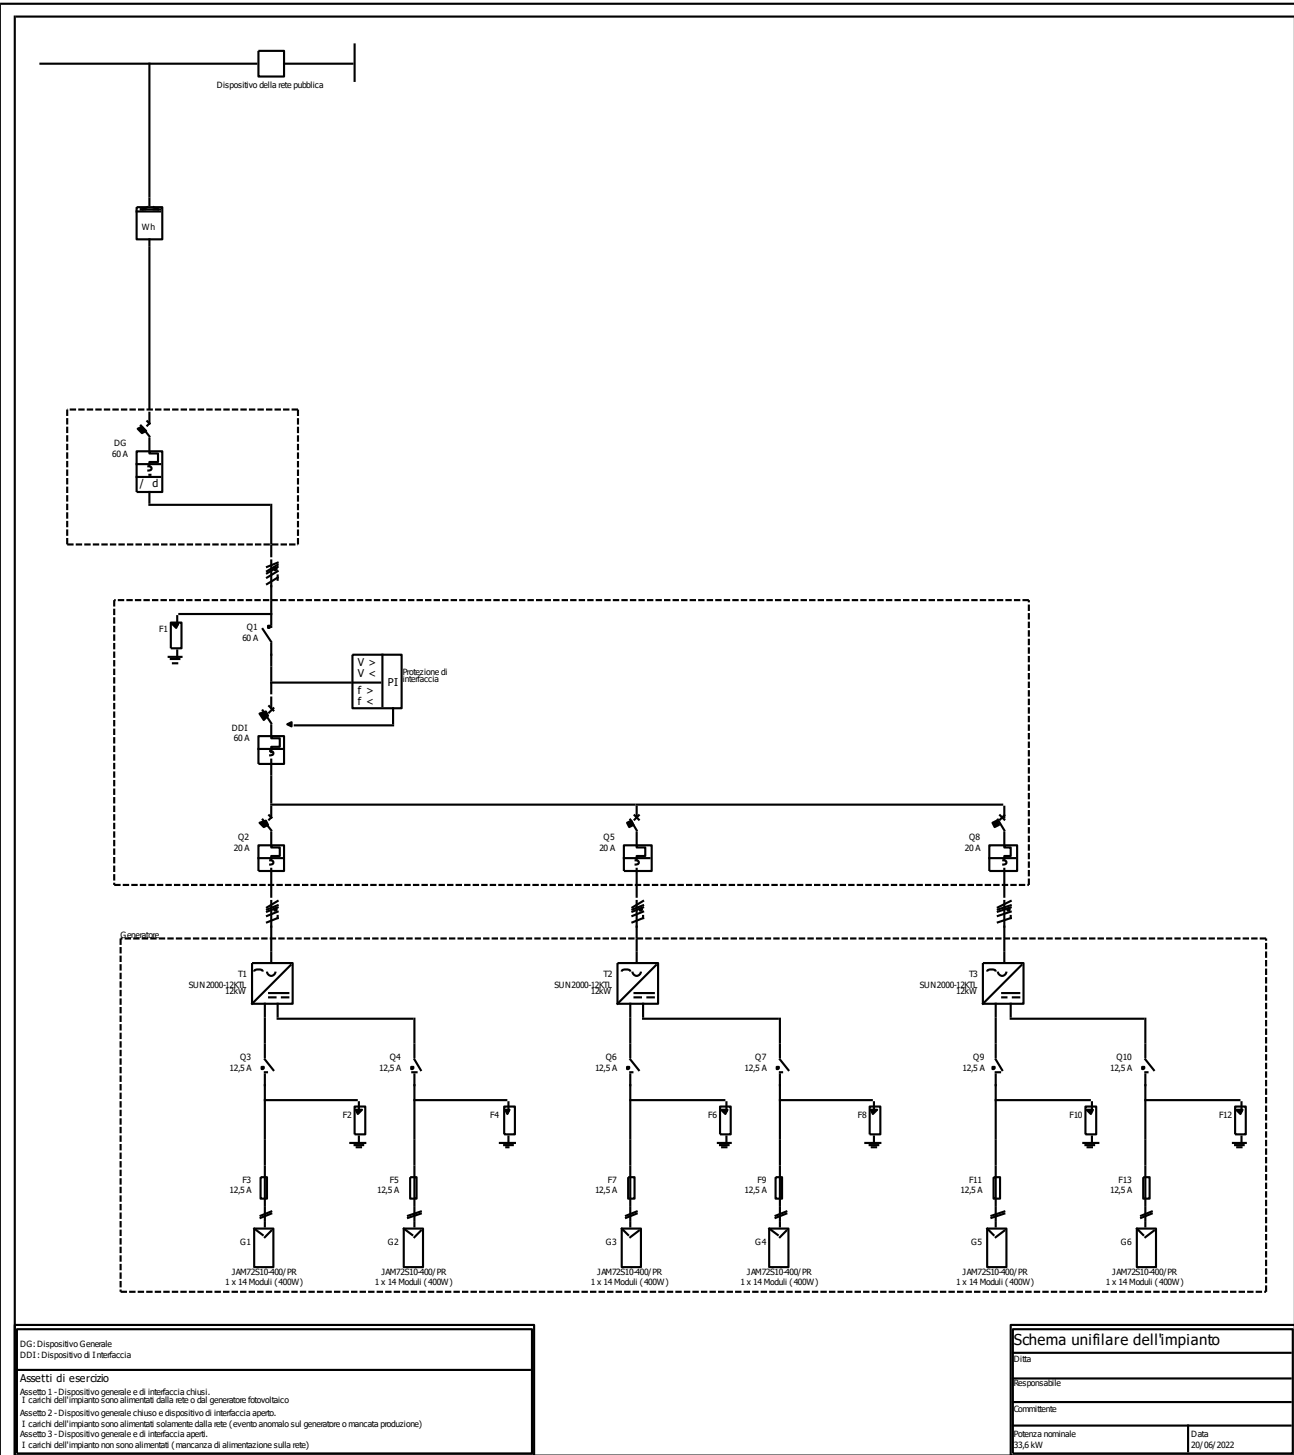 Dispositivo della rete pubblica
Wh
DG
60 A
/ d
F1
Q1
60 A
V >
V <
f >
f <
PI
Protezione di
interfaccia
DDI
60 A
Q2
20 A
Q5
20 A
Q8
20 A
Generatore
T1
SUN2000-12KTL
12kW
T2
SUN2000-12KTL
12kW
T3
SUN2000-12KTL
12kW
Q3
12,5 A
Q4
12,5 A
Q6
12,5 A
Q7
12,5 A
Q9
12,5 A
Q10
12,5 A
F2
F4
F6
F8
F10
F12
F3
12,5 A
F5
12,5 A
F7
12,5 A
F9
12,5 A
F11
12,5 A
F13
12,5 A
G1
G2
G3
G4
G5
G6
JAM72S10-400/PR
1 x 14 Moduli (400W)
JAM72S10-400/PR
1 x 14 Moduli (400W)
JAM72S10-400/PR
1 x 14 Moduli (400W)
JAM72S10-400/PR
1 x 14 Moduli (400W)
JAM72S10-400/PR
1 x 14 Moduli (400W)
JAM72S10-400/PR
1 x 14 Moduli (400W)
DG: Dispositivo Generale
DDI: Dispositivo di Interfaccia
Assetti di esercizio
Assetto 1 - Dispositivo generale e di interfaccia chiusi.
I carichi dell'impianto sono alimentati dalla rete o dal generatore fotovoltaico
Assetto 2 - Dispositivo generale chiuso e dispositivo di interfaccia aperto.
I carichi dell'impianto sono alimentati solamente dalla rete (evento anomalo sul generatore o mancata produzione)
Assetto 3 - Dispositivo generale e di interfaccia aperti.
I carichi dell'impianto non sono alimentati (mancanza di alimentazione sulla rete)
Schema unifilare dell'impianto
Ditta
Responsabile
Committente
Potenza nominale
33,6 kW
Data
20/06/2022